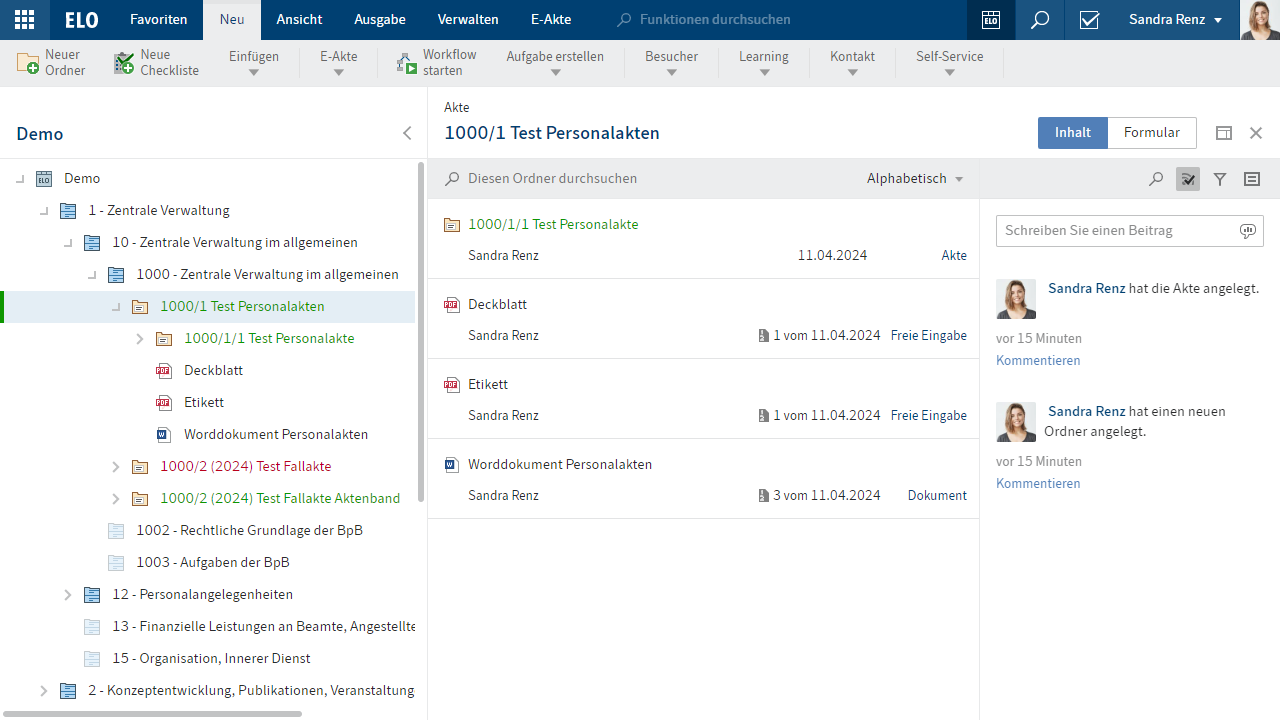 ELO Favoriten Neu Ansicht Ausgabe Verwalten E-Akte Funktionen durchsuchen ELO Sandra Renz
Neuer Ordner
Neue Checkliste
Einfügen
E-Akte
Workflow starten
Aufgabe erstellen
Besucher
Learning
Kontakt
Self-Service
Demo
ELO Demo
1 - Zentrale Verwaltung
10 - Zentrale Verwaltung im allgemeinen
1000 - Zentrale Verwaltung im allgemeinen
1000/1 Test Personalakten
1000/1/1 Test Personalakte
PDF Deckblatt
PDF Etikett
W Worddokument Personalakten
1000/2 (2024) Test Fallakte
1000/2 (2024) Test Fallakte Aktenband
1002 - Rechtliche Grundlage der BpB
1003 - Aufgaben der BpB
12 - Personalangelegenheiten
13 - Finanzielle Leistungen an Beamte, Angestellte
15 - Organisation, Innerer Dienst
2 - Konzeptentwicklung, Publikationen, Veranstaltung
Akte
1000/1 Test Personalakten
Inhalt Formular
Diesen Ordner durchsuchen Alphabetisch
1000/1/1 Test Personalakte
Sandra Renz 11.04.2024 Akte
PDF Deckblatt
Sandra Renz 1 vom 11.04.2024 Freie Eingabe
PDF Etikett
Sandra Renz 1 vom 11.04.2024 Freie Eingabe
W Worddokument Personalakten
Sandra Renz 3 vom 11.04.2024 Dokument
Schreiben Sie einen Beitrag
Sandra Renz hat die Akte angelegt.
vor 15 Minuten
Kommentieren
Sandra Renz hat einen neuen
Ordner angelegt.
vor 15 Minuten
Kommentieren